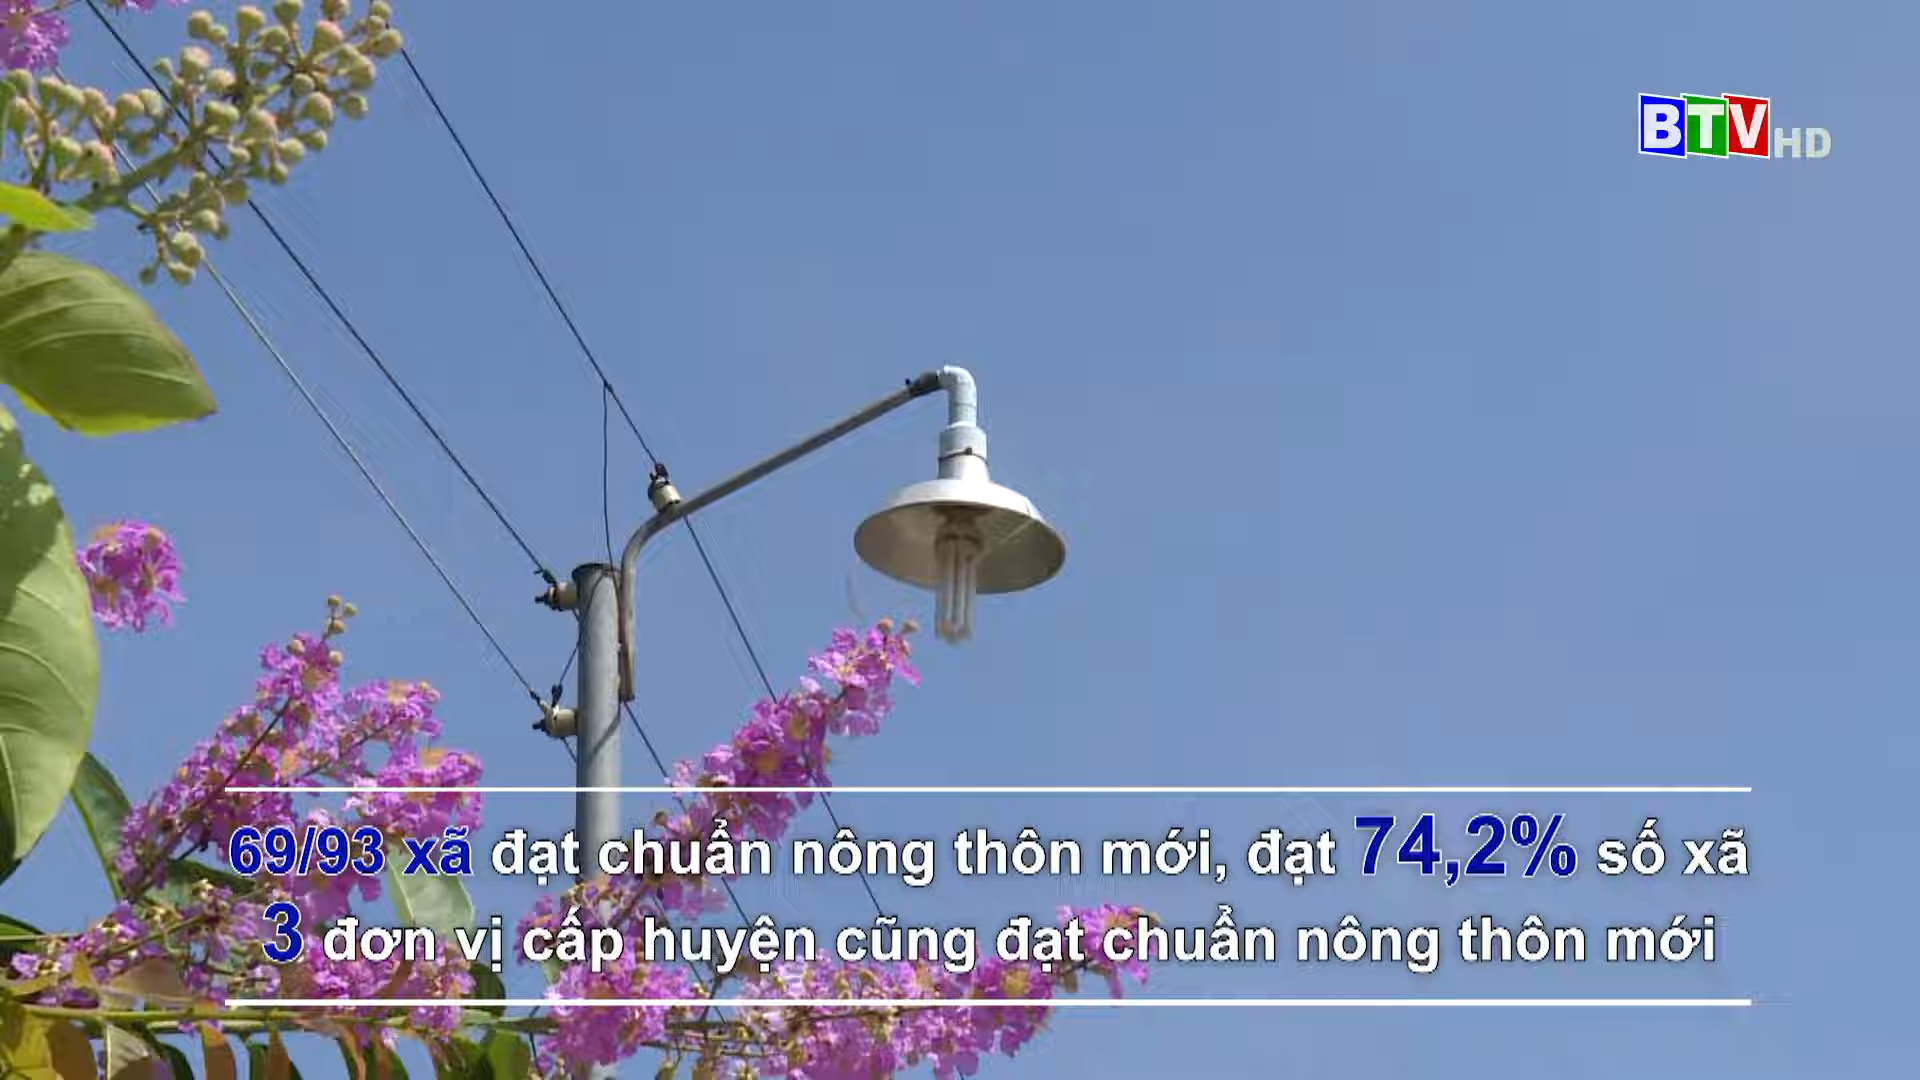 BTV HD
69/93 xã đạt chuẩn nông thôn mới, đạt 74,2% số xã
3 đơn vị cấp huyện cũng đạt chuẩn nông thôn mới